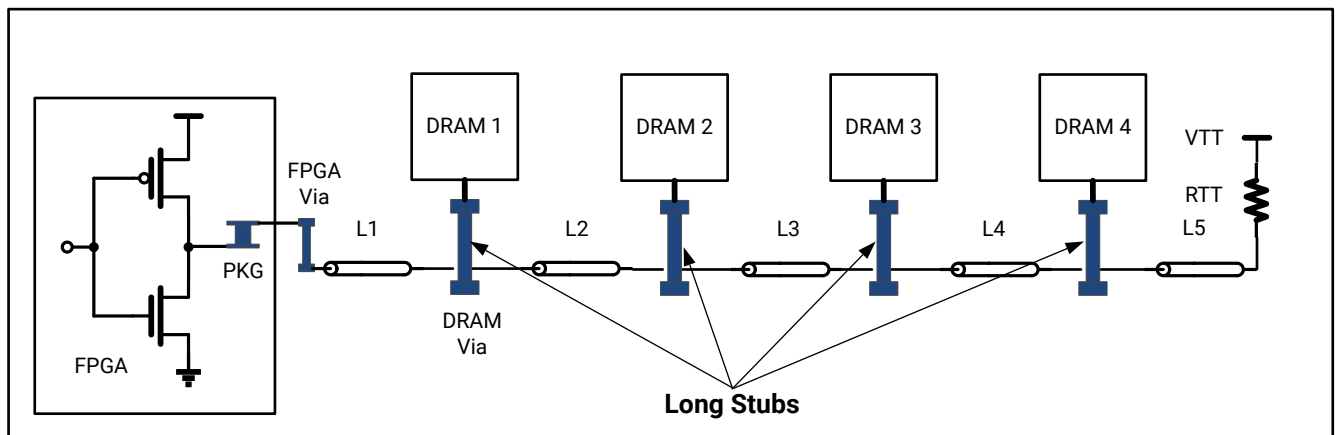 DRAM 1
DRAM 2
DRAM 3
DRAM 4
VTT
FPGA
Via
RTT
L1
L2
L3
L4
L5
PKG
DRAM
Via
FPGA
Long Stubs